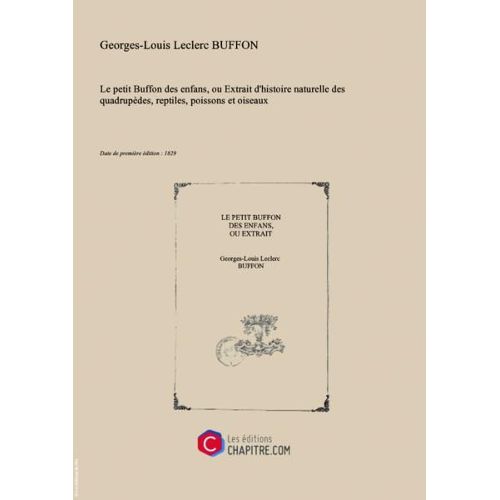 Georges-Louis Leclerc BUFFON
Le petit Buffon des enfans, ou Extrait d'histoire naturelle des
quadrupèdes, reptiles, poissons et oiseaux
Date de première édition : 1829
LE PETIT BUFFON
DES ENFANS,
OU EXTRAIT
Georges-Louis Leclerc
BUFFON
C
Les éditions
CHAPITRE.COM